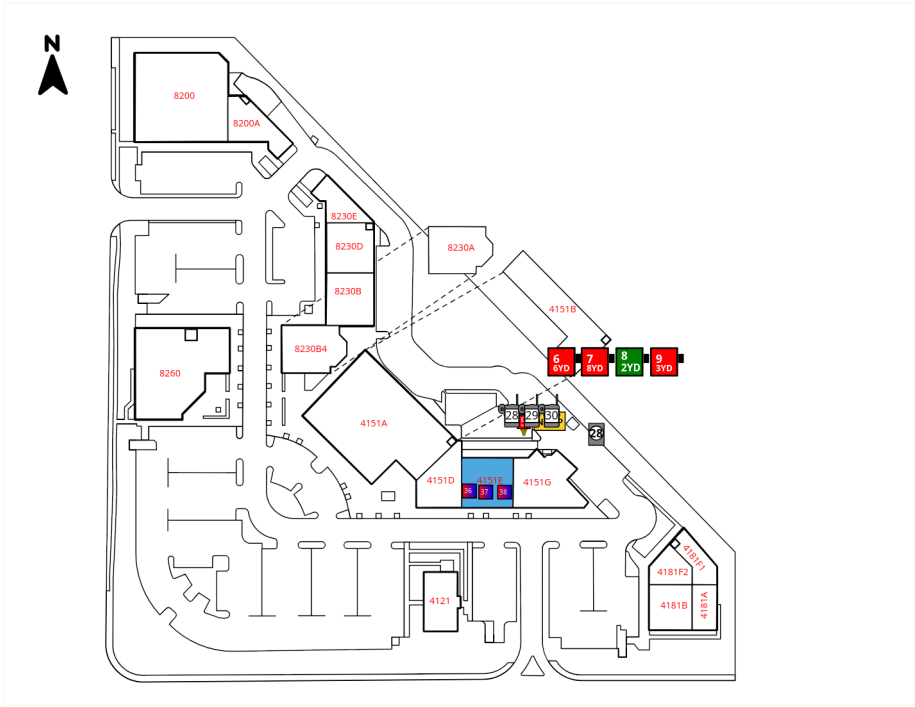 N
8200
8200A
8230E
8230D
8230A
8230B
4151B
8230B4
6
6YD
7
8YD
8
2YD
9
3YD
8260
4151A
28
29
30
28
4151D
4151E
4151G
36
37
38
4181F1
4181F2
4121
4181B
4181A